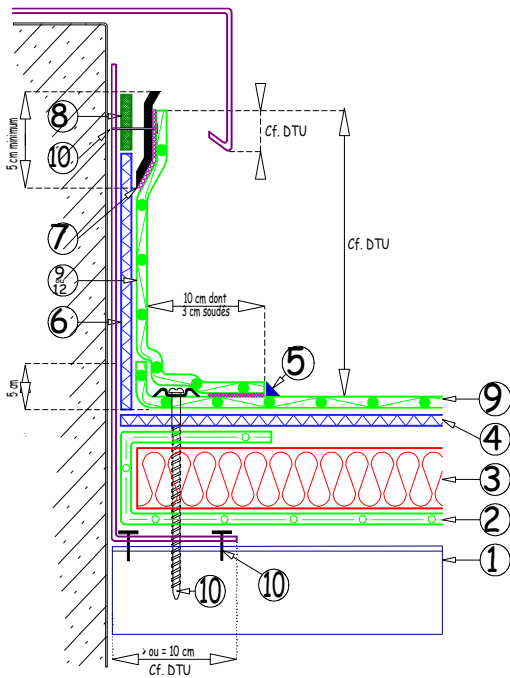 8
Cf. DTU
10
5 cm minimum
7
Cf. DTU
9
ou
12
10 cm dont
3 cm soudés
6
5
5 cm
9
4
3
2
1
10
10
> ou = 10 cm
Cf. DTU